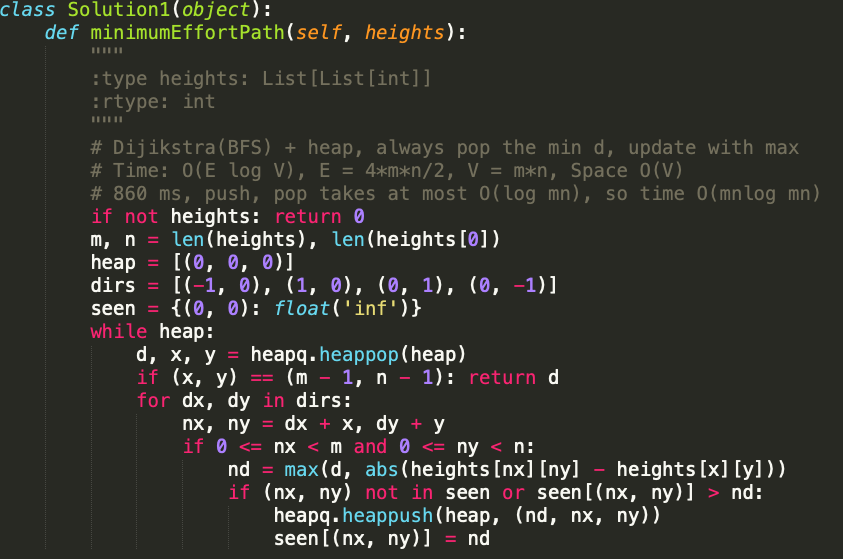 class Solution1(object):
    def minimumEffortPath(self, heights):
        """
        :type heights: List[List[int]]
        :rtype: int
        """
        # Dijikstra(BFS) + heap, always pop the min d, update with max
        # Time: O(E log V), E = 4*m*n/2, V = m*n, Space O(V)
        # 860 ms, push, pop takes at most O(log mn), so time O(mnlog mn)
        if not heights: return 0
        m, n = len(heights), len(heights[0])
        heap = [(0, 0, 0)]
        dirs = [(-1, 0), (1, 0), (0, 1), (0, -1)]
        seen = {(0, 0): float('inf')}
        while heap:
            d, x, y = heapq.heappop(heap)
            if (x, y) == (m - 1, n - 1): return d
            for dx, dy in dirs:
                nx, ny = dx + x, dy + y
                if 0 <= nx < m and 0 <= ny < n:
                    nd = max(d, abs(heights[nx][ny] - heights[x][y]))
                    if (nx, ny) not in seen or seen[(nx, ny)] > nd:
                        heapq.heappush(heap, (nd, nx, ny))
                        seen[(nx, ny)] = nd